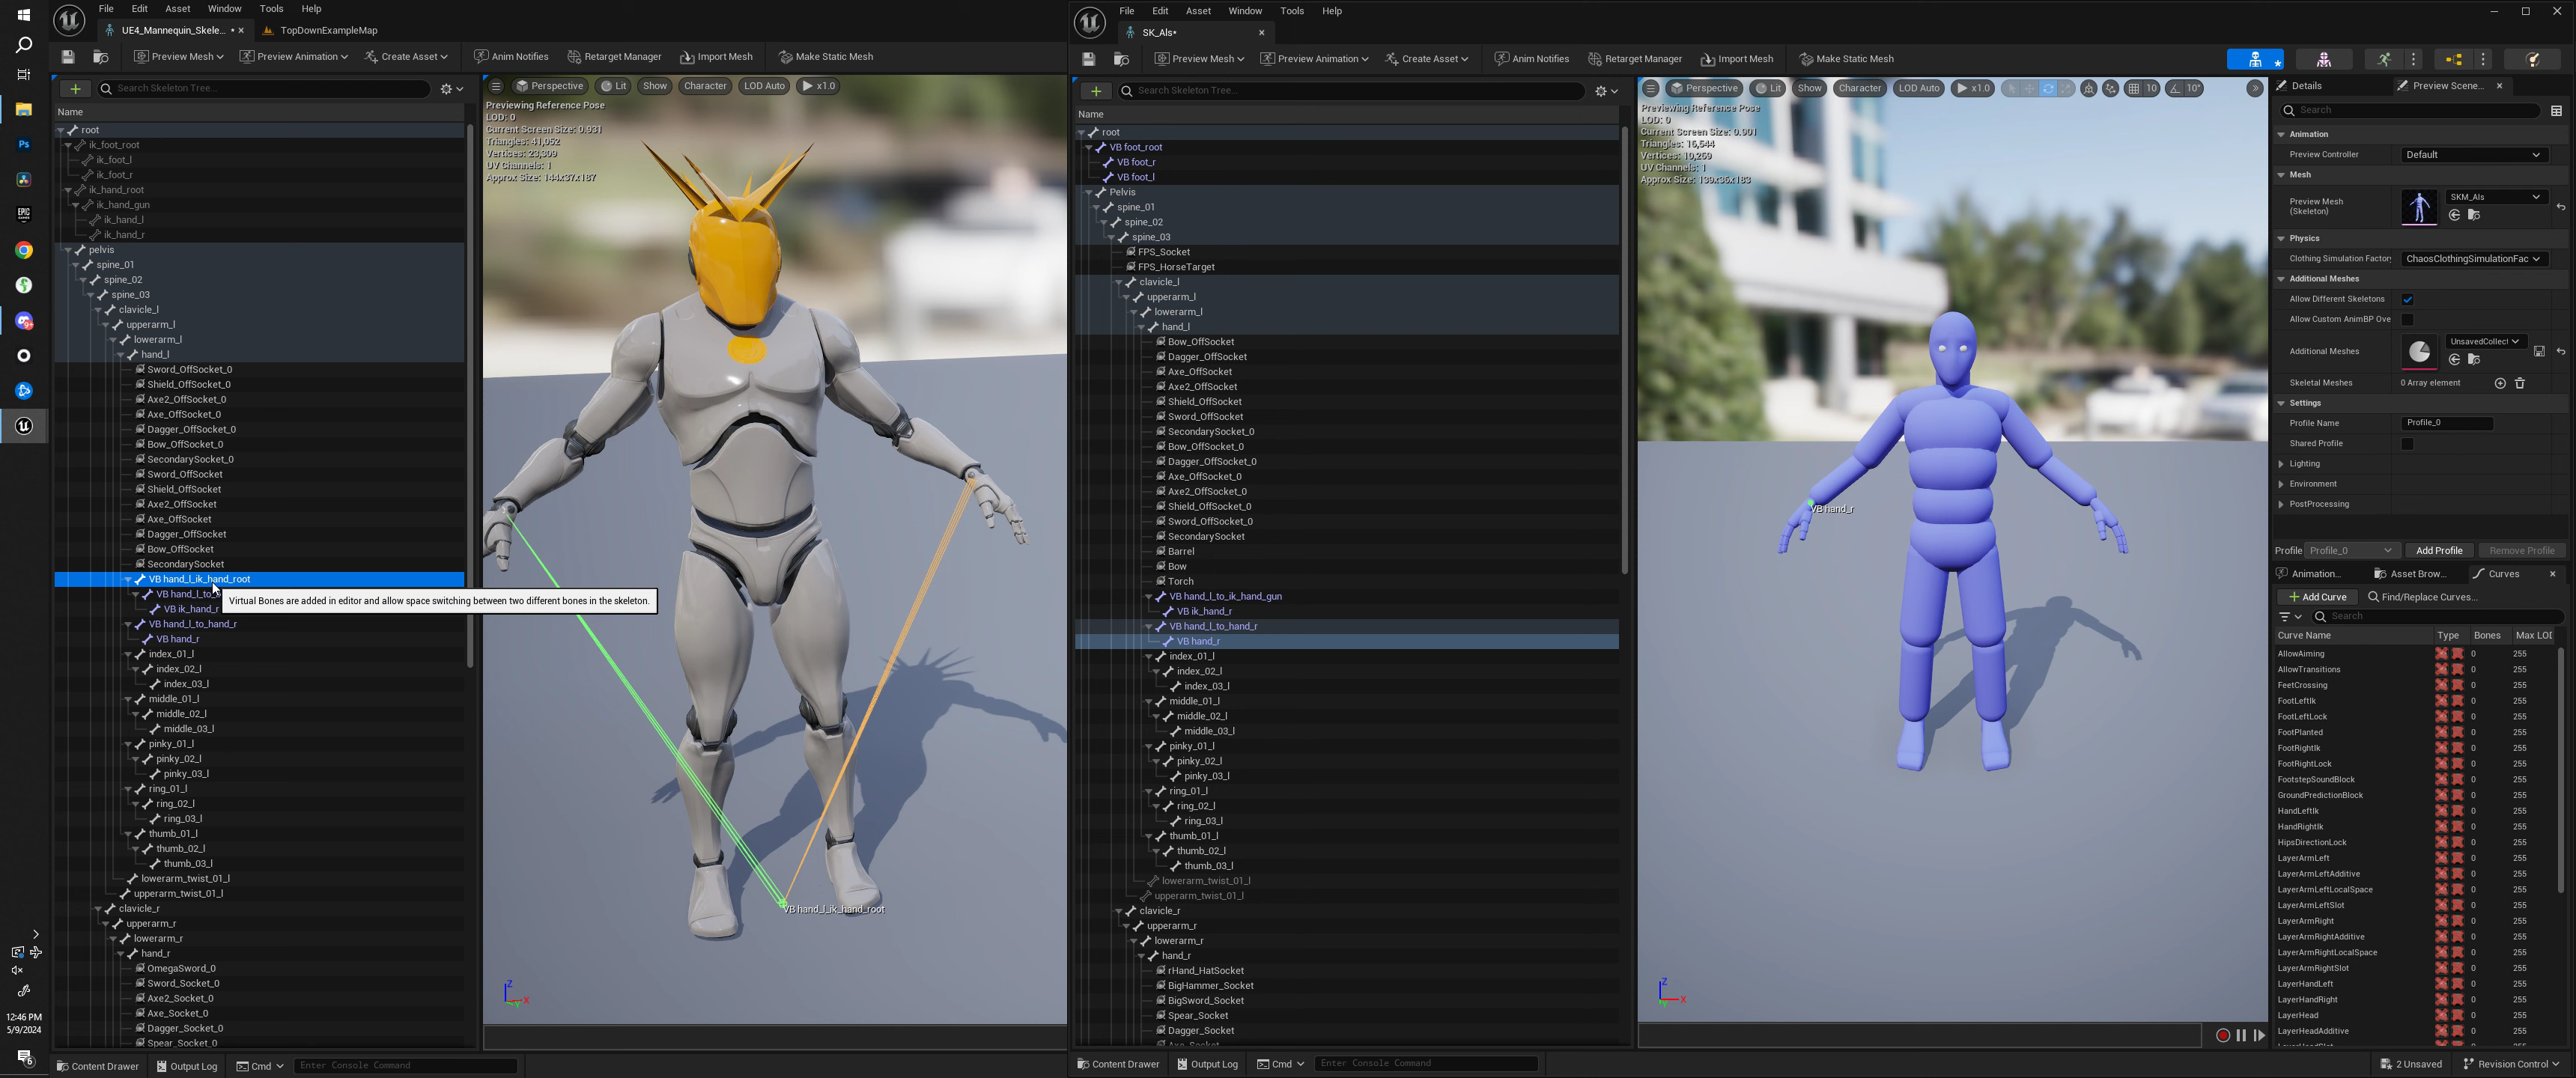 File Edit Asset Window Tools Help
UE4_Mannequin_Skele... •
TopDownExampleMap
Preview Mesh Preview Animation Create Asset Anim Notifies Retarget Manager Import Mesh Make Static Mesh
Search Skeleton Tree...
Name
root
ik_foot_root
ik_foot_l
ik_foot_r
ik_hand_root
ik_hand_gun
ik_hand_l
ik_hand_r
pelvis
spine_01
spine_02
spine_03
clavicle_l
upperarm_l
lowerarm_l
hand_l
Sword_OffSocket_0
Shield_OffSocket_0
Axe2_OffSocket_0
Axe_OffSocket_0
Dagger_OffSocket_0
Bow_OffSocket_0
SecondarySocket_0
Sword_OffSocket
Shield_OffSocket
Axe2_OffSocket
Axe_OffSocket
Dagger_OffSocket
Bow_OffSocket
SecondarySocket
VB hand_l_ik_hand_root
VB hand_l_to_
VB ik_hand_r
VB hand_l_to_hand_r
VB hand_r
index_01_l
index_02_l
index_03_l
middle_01_l
middle_02_l
middle_03_l
pinky_01_l
pinky_02_l
pinky_03_l
ring_01_l
ring_02_l
ring_03_l
thumb_01_l
thumb_02_l
thumb_03_l
lowerarm_twist_01_l
upperarm_twist_01_l
clavicle_r
upperarm_r
lowerarm_r
hand_r
OmegaSword_0
Sword_Socket_0
Axe2_Socket_0
Axe_Socket_0
Dagger_Socket_0
Spear_Socket_0
Perspective Lit Show Character LOD Auto x1.0
Previewing Reference Pose
LOD: 0
Current Screen Size: 0.931
Triangles: 41,052
Vertices: 23,309
UV Channels: 1
Approx Size: 144x37x187
Virtual Bones are added in editor and allow space switching between two different bones in the skeleton.
VB hand_l_ik_hand_root
Z
X
Content Drawer Output Log Cmd Enter Console Command
Ps
EPIC
12:46 PM
5/9/2024
6
File Edit Asset Window Tools Help
SK_Als•
Preview Mesh Preview Animation Create Asset Anim Notifies Retarget Manager Import Mesh Make Static Mesh
Search Skeleton Tree...
Name
root
VB foot_root
VB foot_r
VB foot_l
Pelvis
spine_01
spine_02
spine_03
FPS_Socket
FPS_HorseTarget
clavicle_l
upperarm_l
lowerarm_l
hand_l
Bow_OffSocket
Dagger_OffSocket
Axe_OffSocket
Axe2_OffSocket
Shield_OffSocket
Sword_OffSocket
SecondarySocket_0
Bow_OffSocket_0
Dagger_OffSocket_0
Axe_OffSocket_0
Axe2_OffSocket_0
Shield_OffSocket_0
Sword_OffSocket_0
SecondarySocket
Barrel
Bow
Torch
VB hand_l_to_ik_hand_gun
VB ik_hand_r
VB hand_l_to_hand_r
VB hand_r
index_01_l
index_02_l
index_03_l
middle_01_l
middle_02_l
middle_03_l
pinky_01_l
pinky_02_l
pinky_03_l
ring_01_l
ring_02_l
ring_03_l
thumb_01_l
thumb_02_l
thumb_03_l
lowerarm_twist_01_l
upperarm_twist_01_l
clavicle_r
upperarm_r
lowerarm_r
hand_r
rHand_HatSocket
BigHammer_Socket
BigSword_Socket
Spear_Socket
Dagger_Socket
Axe_Socket
Perspective Lit Show Character LOD Auto x1.0 10 10°
Previewing Reference Pose
LOD: 0
Current Screen Size: 0.901
Triangles: 16,544
Vertices: 10,269
UV Channels: 1
Approx Size: 139x36x183
VB hand_r
Z
X
Content Drawer Output Log Cmd Enter Console Command
Details Preview Scene...
Search
Animation
Preview Controller Default
Mesh
Preview Mesh
(Skeleton)
SKM_Als
Physics
Clothing Simulation Factory ChaosClothingSimulationFac
Additional Meshes
Allow Different Skeletons
Allow Custom AnimBP Ove
Additional Meshes UnsavedCollect
Skeletal Meshes 0 Array element
Settings
Profile Name Profile_0
Shared Profile
Lighting
Environment
PostProcessing
Profile Profile_0 Add Profile Remove Profile
Animation... Asset Brow... Curves
Add Curve Find/Replace Curves...
Search
Curve Name Type Bones Max LOD
AllowAiming 0 255
AllowTransitions 0 255
FeetCrossing 0 255
FootLeftIk 0 255
FootLeftLock 0 255
FootPlanted 0 255
FootRightIk 0 255
FootRightLock 0 255
FootstepSoundBlock 0 255
GroundPredictionBlock 0 255
HandLeftIk 0 255
HandRightIk 0 255
HipsDirectionLock 0 255
LayerArmLeft 0 255
LayerArmLeftAdditive 0 255
LayerArmLeftLocalSpace 0 255
LayerArmLeftSlot 0 255
LayerArmRight 0 255
LayerArmRightAdditive 0 255
LayerArmRightLocalSpace 0 255
LayerArmRightSlot 0 255
LayerHandLeft 0 255
LayerHandRight 0 255
LayerHead 0 255
LayerHeadAdditive 0 255
2 Unsaved Revision Control